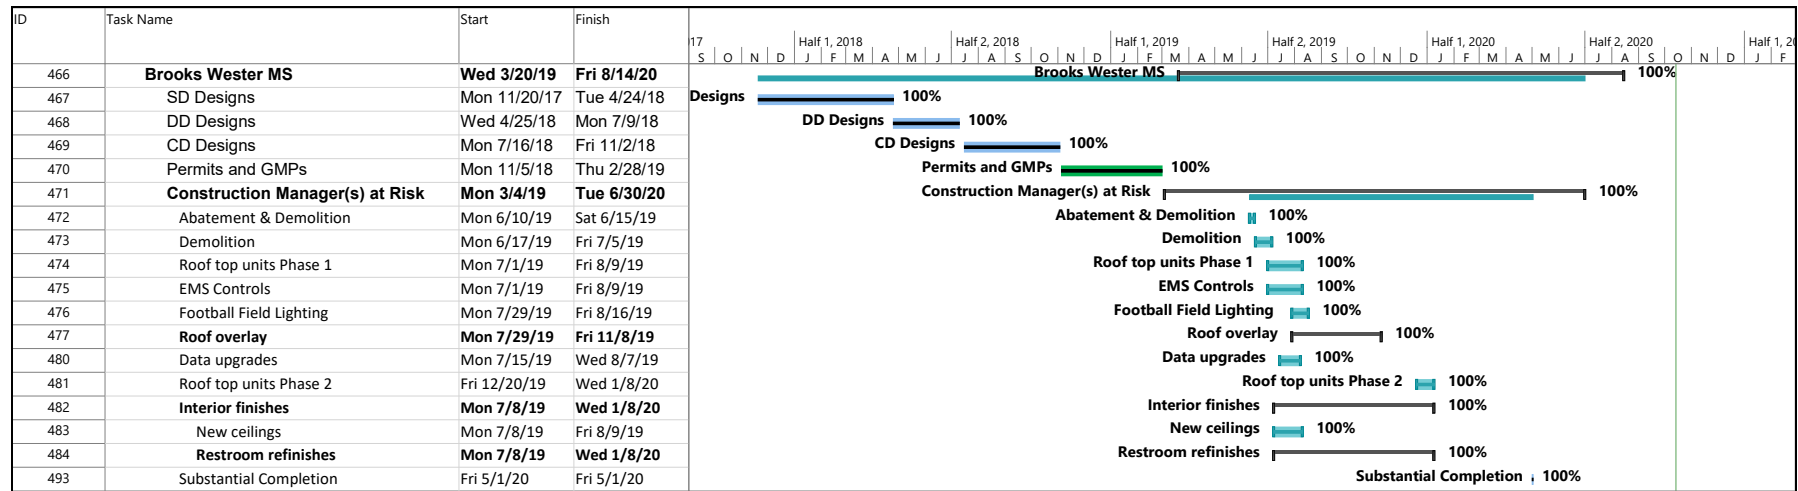 ID Task Name Start Finish
17 Half 1, 2018 Half 2, 2018 Half 1, 2019 Half 2, 2019 Half 1, 2020 Half 2, 2020 Half 1, 20
S O N D J F M A M J J A S O N D J F M A M J J A S O N D J F M A M J J A S O N D J F
466 Brooks Wester MS Wed 3/20/19 Fri 8/14/20 Brooks Wester MS 100%
467 SD Designs Mon 11/20/17 Tue 4/24/18 Designs 100%
468 DD Designs Wed 4/25/18 Mon 7/9/18 DD Designs 100%
469 CD Designs Mon 7/16/18 Fri 11/2/18 CD Designs 100%
470 Permits and GMPs Mon 11/5/18 Thu 2/28/19 Permits and GMPs 100%
471 Construction Manager(s) at Risk Mon 3/4/19 Tue 6/30/20 Construction Manager(s) at Risk 100%
472 Abatement & Demolition Mon 6/10/19 Sat 6/15/19 Abatement & Demolition 100%
473 Demolition Mon 6/17/19 Fri 7/5/19 Demolition 100%
474 Roof top units Phase 1 Mon 7/1/19 Fri 8/9/19 Roof top units Phase 1 100%
475 EMS Controls Mon 7/1/19 Fri 8/9/19 EMS Controls 100%
476 Football Field Lighting Mon 7/29/19 Fri 8/16/19 Football Field Lighting 100%
477 Roof overlay Mon 7/29/19 Fri 11/8/19 Roof overlay 100%
480 Data upgrades Mon 7/15/19 Wed 8/7/19 Data upgrades 100%
481 Roof top units Phase 2 Fri 12/20/19 Wed 1/8/20 Roof top units Phase 2 100%
482 Interior finishes Mon 7/8/19 Wed 1/8/20 Interior finishes 100%
483 New ceilings Mon 7/8/19 Fri 8/9/19 New ceilings 100%
484 Restroom refinishes Mon 7/8/19 Wed 1/8/20 Restroom refinishes 100%
493 Substantial Completion Fri 5/1/20 Fri 5/1/20 Substantial Completion 100%